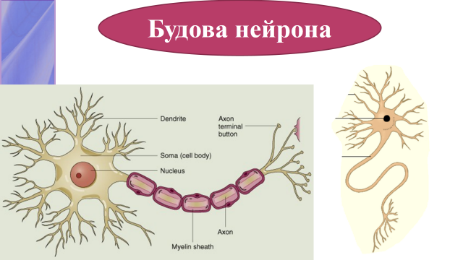 Будова нейрона
Dendrite
Axon
terminal
button
Soma (cell body)
Nucleus
Axon
Myelin sheath